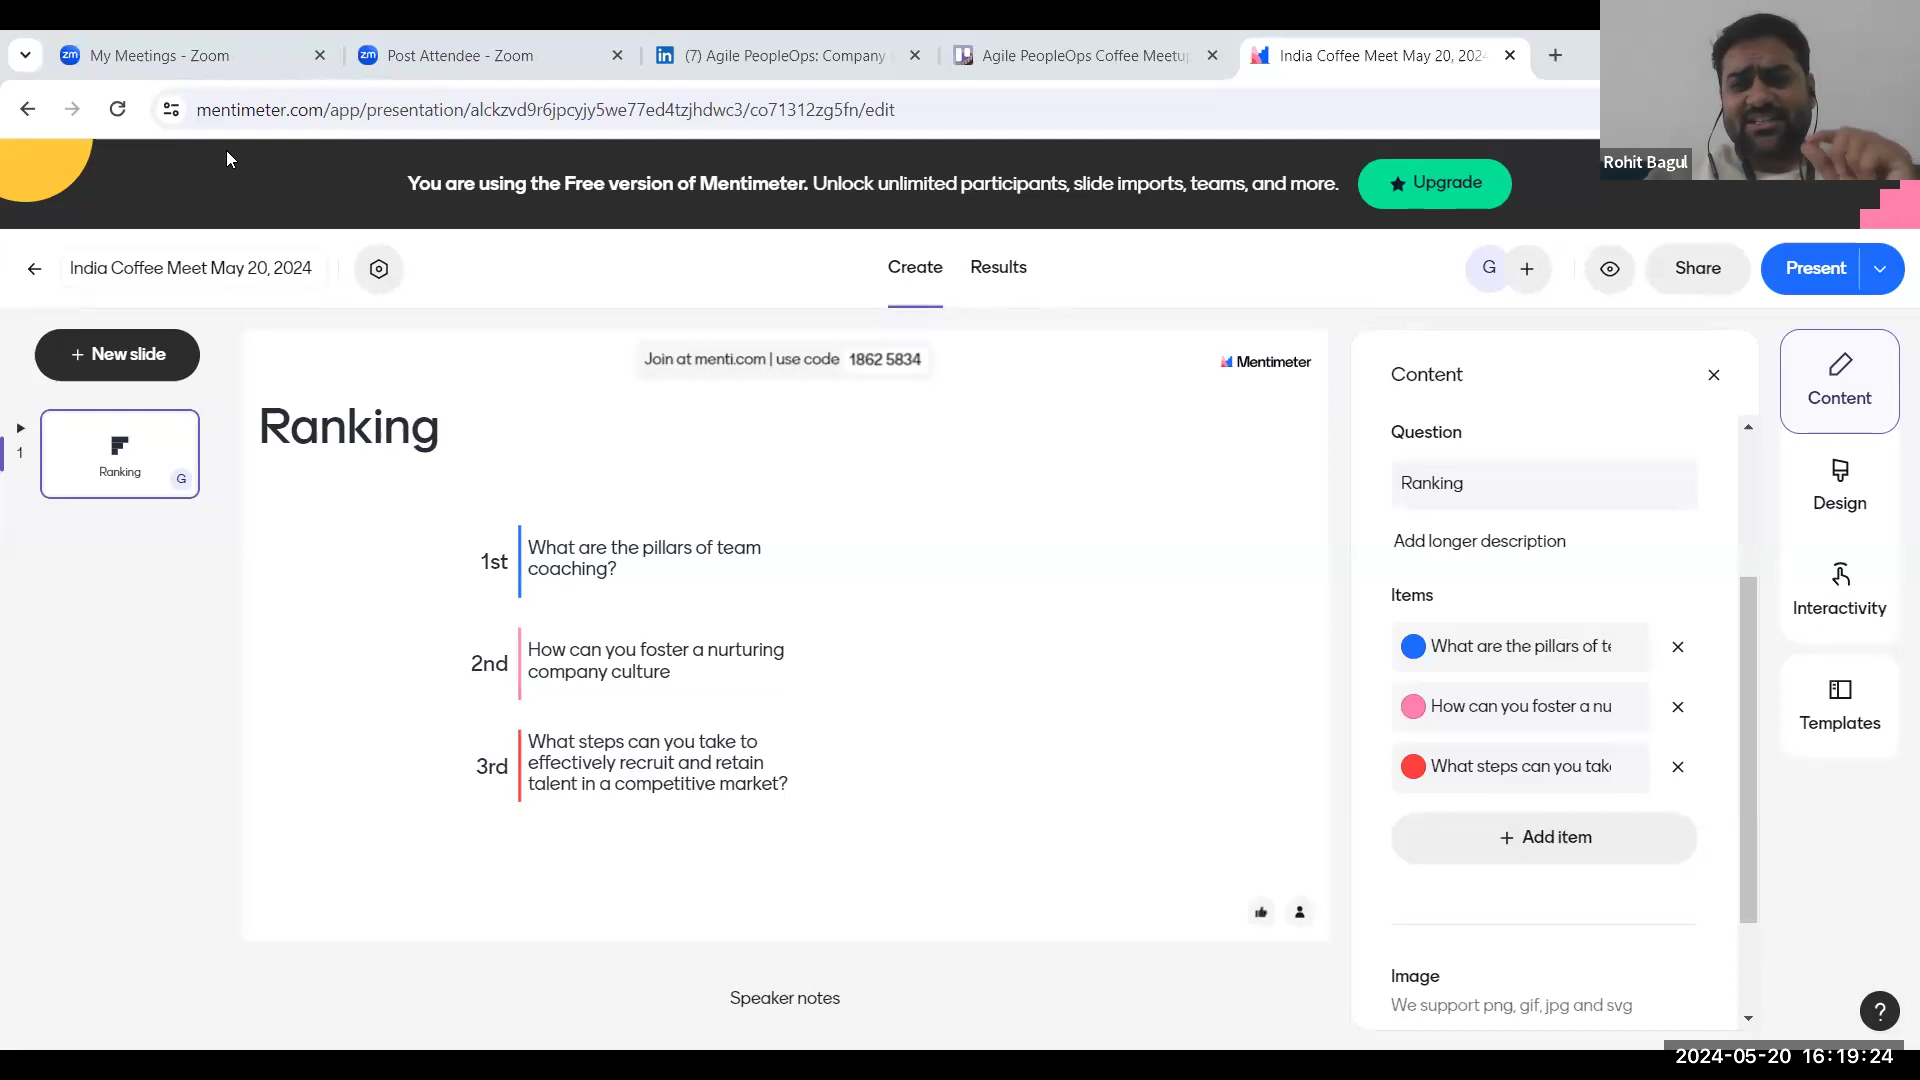 My Meetings - Zoom
Post Attendee - Zoom
(7) Agile PeopleOps: Company
Agile PeopleOps Coffee Meetup
India Coffee Meet May 20, 2024
mentimeter.com/app/presentation/alckzvd9r6jpcyjy5we77ed4tzjhdwc3/co71312zg5fn/edit
Rohit Bagul
You are using the Free version of Mentimeter. Unlock unlimited participants, slide imports, teams, and more.
Upgrade
India Coffee Meet May 20, 2024
Create
Results
G
Share
Present
New slide
1
Ranking
G
Join at menti.com | use code 1862 5834
Mentimeter
Ranking
1st
What are the pillars of team
coaching?
2nd
How can you foster a nurturing
company culture
3rd
What steps can you take to
effectively recruit and retain
talent in a competitive market?
Speaker notes
Content
Question
Ranking
Add longer description
Items
What are the pillars of te
How can you foster a nu
What steps can you take
Add item
Image
We support png, gif, jpg and svg
Content
Design
Interactivity
Templates
?
2024-05-20 16:19:24